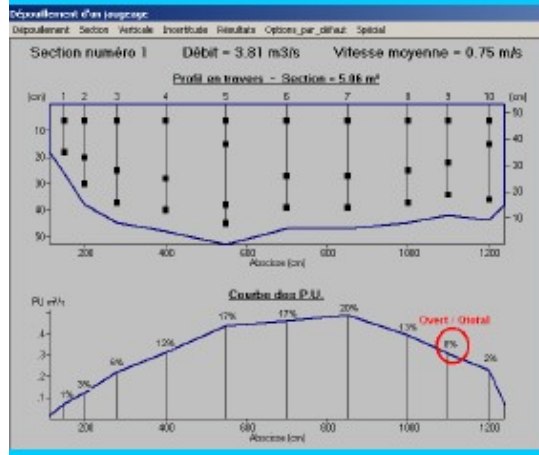 Dépouillement d'un jaugeage
Dépouillement Section Verticale Incertitude Résultats Options_par_défaut Spécial
Section numéro 1 Débit = 3.81 m3/s Vitesse moyenne = 0.75 m/s
Profil en travers - Section = 5.06 m²
(cm) 1 2 3 4 5 6 7 8 9 10 (cm)
10 50
20 40
30 30
40 20
50 10
200 400 600 800 1000 1200
Abscisse (cm)
Courbe des P.U.
PU m²/s
.4 .3 .2 .1
1% 3% 6% 12% 17% 17% 20% 13% 8% 2%
Qvert / Qtotal
200 400 600 800 1000 1200
Abscisse (cm)